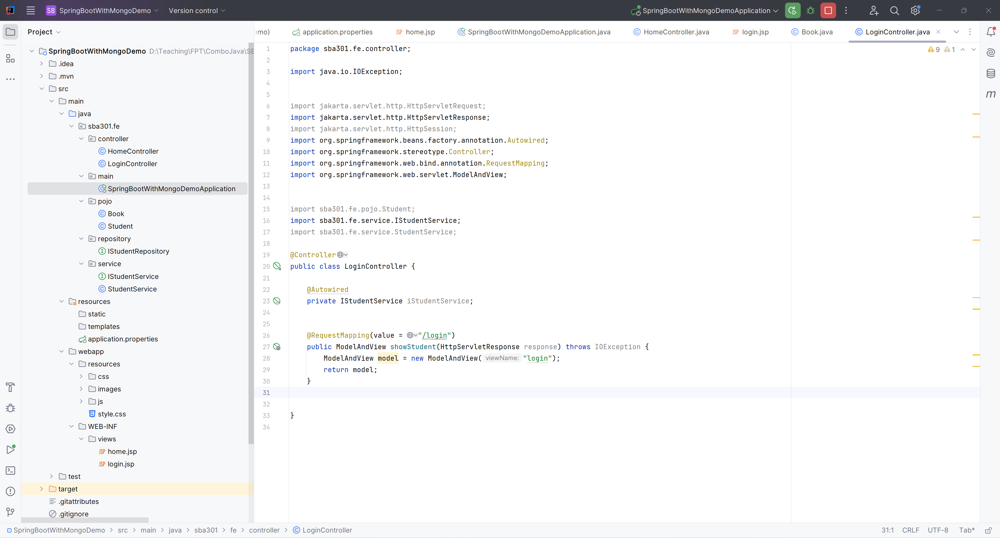 SB SpringBootWithMongoDemo Version control SpringBootWithMongoDemoApplication
Project
SpringBootWithMongoDemo D:\Teaching\FPT\ComboJava\SE
.idea
.mvn
src
main
java
sba301.fe
controller
HomeController
LoginController
main
SpringBootWithMongoDemoApplication
pojo
Book
Student
repository
IStudentRepository
service
IStudentService
StudentService
resources
static
templates
application.properties
webapp
resources
css
images
js
style.css
WEB-INF
views
JSP home.jsp
JSP login.jsp
test
target
.gitattributes
.gitignore
emo) application.properties JSP home.jsp SpringBootWithMongoDemoApplication.java HomeController.java JSP login.jsp Book.java LoginController.java
9 1
1 package sba301.fe.controller;
2
3 import java.io.IOException;
4
5
6 import jakarta.servlet.http.HttpServletRequest;
7 import jakarta.servlet.http.HttpServletResponse;
8 import jakarta.servlet.http.HttpSession;
9 import org.springframework.beans.factory.annotation.Autowired;
10 import org.springframework.stereotype.Controller;
11 import org.springframework.web.bind.annotation.RequestMapping;
12 import org.springframework.web.servlet.ModelAndView;
13
14
15 import sba301.fe.pojo.Student;
16 import sba301.fe.service.IStudentService;
17 import sba301.fe.service.StudentService;
18
19 @Controller
20 public class LoginController {
21
22 @Autowired
23 private IStudentService iStudentService;
24
25
26 @RequestMapping(value = "/login")
27 public ModelAndView showStudent(HttpServletResponse response) throws IOException {
28 ModelAndView model = new ModelAndView( viewName: "login");
29 return model;
30 }
31
32
33 }
34
m
SpringBootWithMongoDemo > src > main > java > sba301 > fe > controller > LoginController 31:1 CRLF UTF-8 Tab*